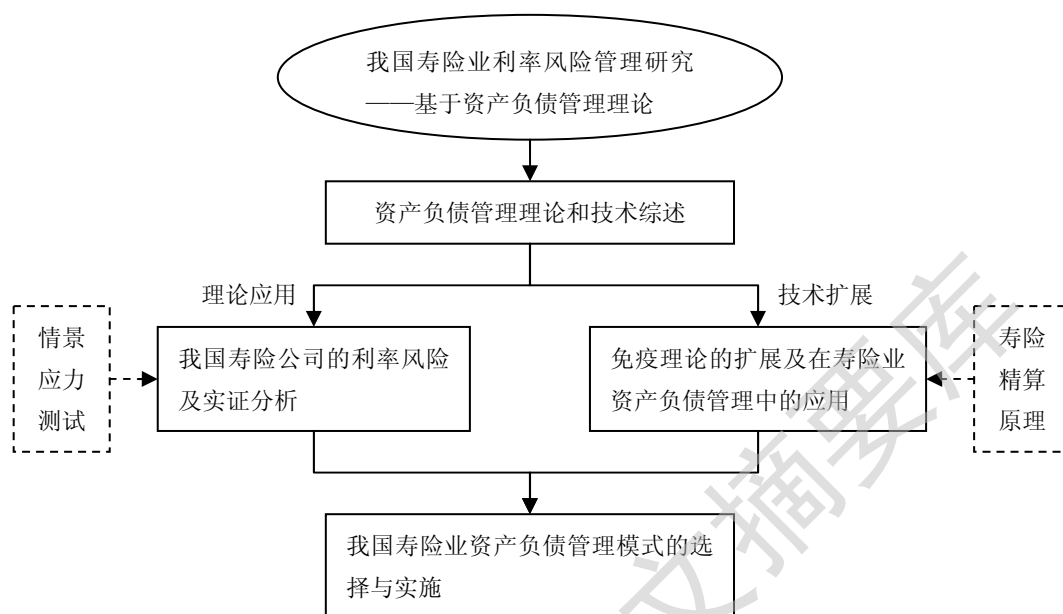 我国寿险业利率风险管理研究
——基于资产负债管理理论
资产负债管理理论和技术综述
理论应用
技术扩展
情景
应力
测试
我国寿险公司的利率风险
及实证分析
免疫理论的扩展及在寿险业
资产负债管理中的应用
寿险
精算
原理
我国寿险业资产负债管理模式的选
择与实施
文摘要库